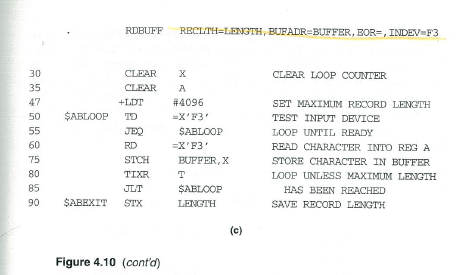 RDBUFF RECLTH=LENGTH,BUFADR=BUFFER,EOR=,INDEV=F3
30 CLEAR X CLEAR LOOP COUNTER
35 CLEAR A
47 +LDT #4096 SET MAXIMUM RECORD LENGTH
50 $ABLOOP TD =X'F3' TEST INPUT DEVICE
55 JEQ $ABLOOP LOOP UNTIL READY
60 RD =X'F3' READ CHARACTER INTO REG A
75 STCH BUFFER,X STORE CHARACTER IN BUFFER
80 TIXR T LOOP UNLESS MAXIMUM LENGTH
85 JLT $ABLOOP HAS BEEN REACHED
90 $ABEXIT STX LENGTH SAVE RECORD LENGTH
(c)
Figure 4.10 (cont'd)